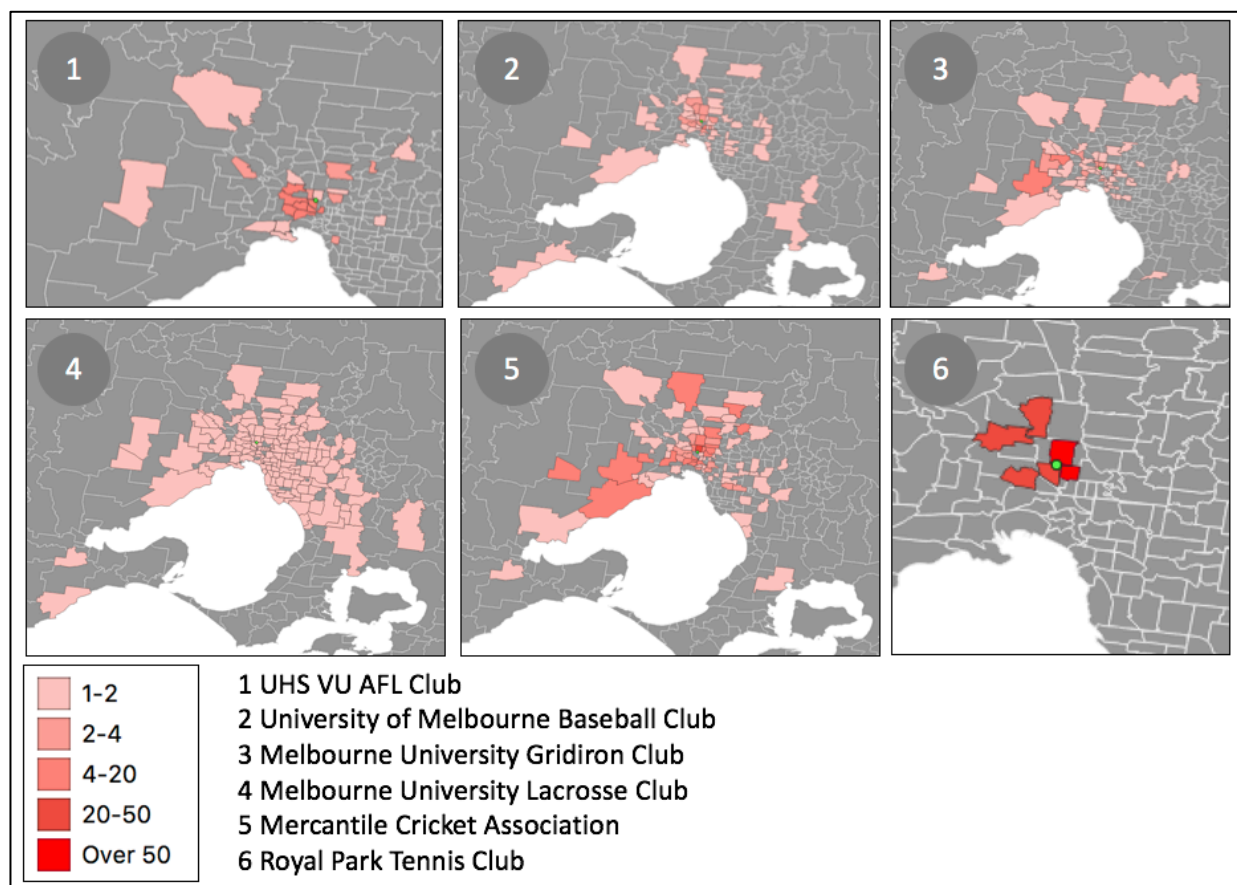 1
2
3
4
5
6
1-2
2-4
4-20
20-50
Over 50
1 UHS VU AFL Club
2 University of Melbourne Baseball Club
3 Melbourne University Gridiron Club
4 Melbourne University Lacrosse Club
5 Mercantile Cricket Association
6 Royal Park Tennis Club